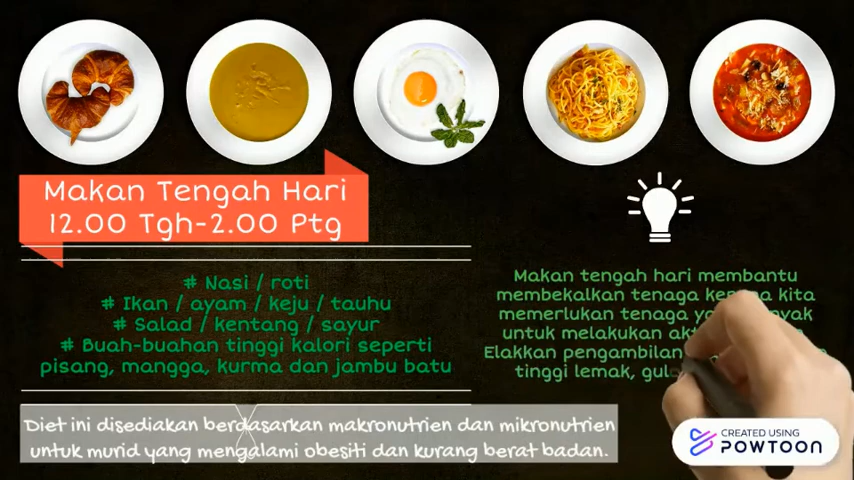 Makan Tengah Hari
12.00 Tgh-2.00 Ptg
# Nasi / roti
# Ikan / ayam / keju / tauhu
# Salad / kentang / sayur
# Buah-buahan tinggi kalori seperti
pisang, mangga, kurma dan jambu batu
Makan tengah hari membantu
membekalkan tenaga kita
memerlukan tenaga
untuk melakukan
Elakkan pengambilan
tinggi lemak,
Diet ini disediakan berdasarkan makronutrien dan mikronutrien
untuk murid yang mengalami obesiti dan kurang berat badan.
CREATED USING
POWTOON